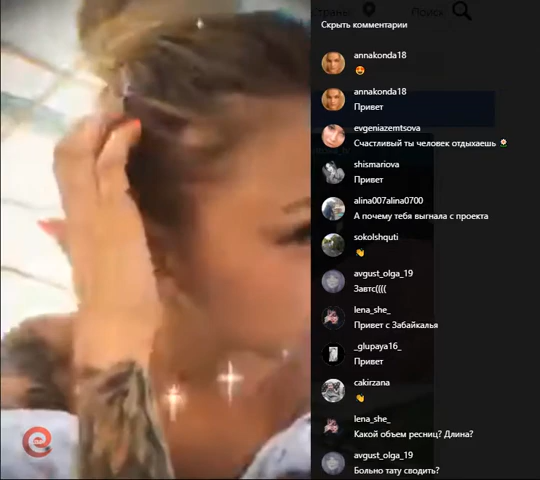 Страны
Поиск
Скрыть комментарии
annakonda18
😍
annakonda18
Привет
evgeniazemtsova
Счастливый ты человек отдыхаешь
shismariova
Привет
alina007alina0700
А почему тебя выгнала с проекта
sokolshquti
👏
avgust_olga_19
Завтс((((
lena_she_
Привет с Забайкалья
_glupaya16_
Привет
cakirzana
👏
lena_she_
Какой объем ресниц? Длина?
avgust_olga_19
Больно тату сводить?